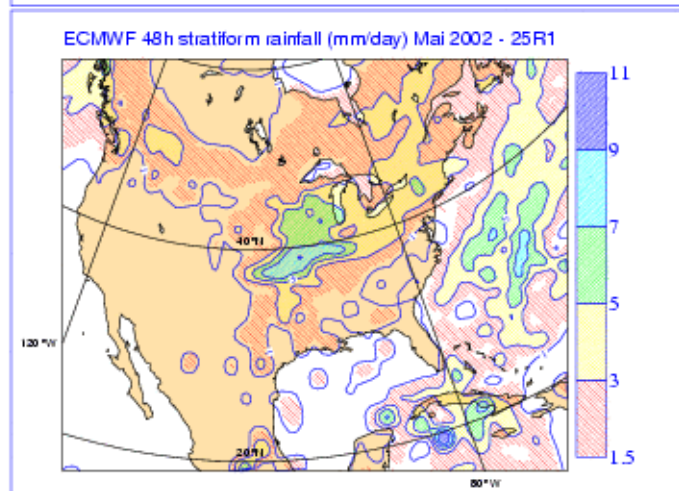 ECMWF 48h stratiform rainfall (mm/day) Mai 2002 - 25R1
11
9
7
40°N
5
120°W
3
20°N
1.5
80°W